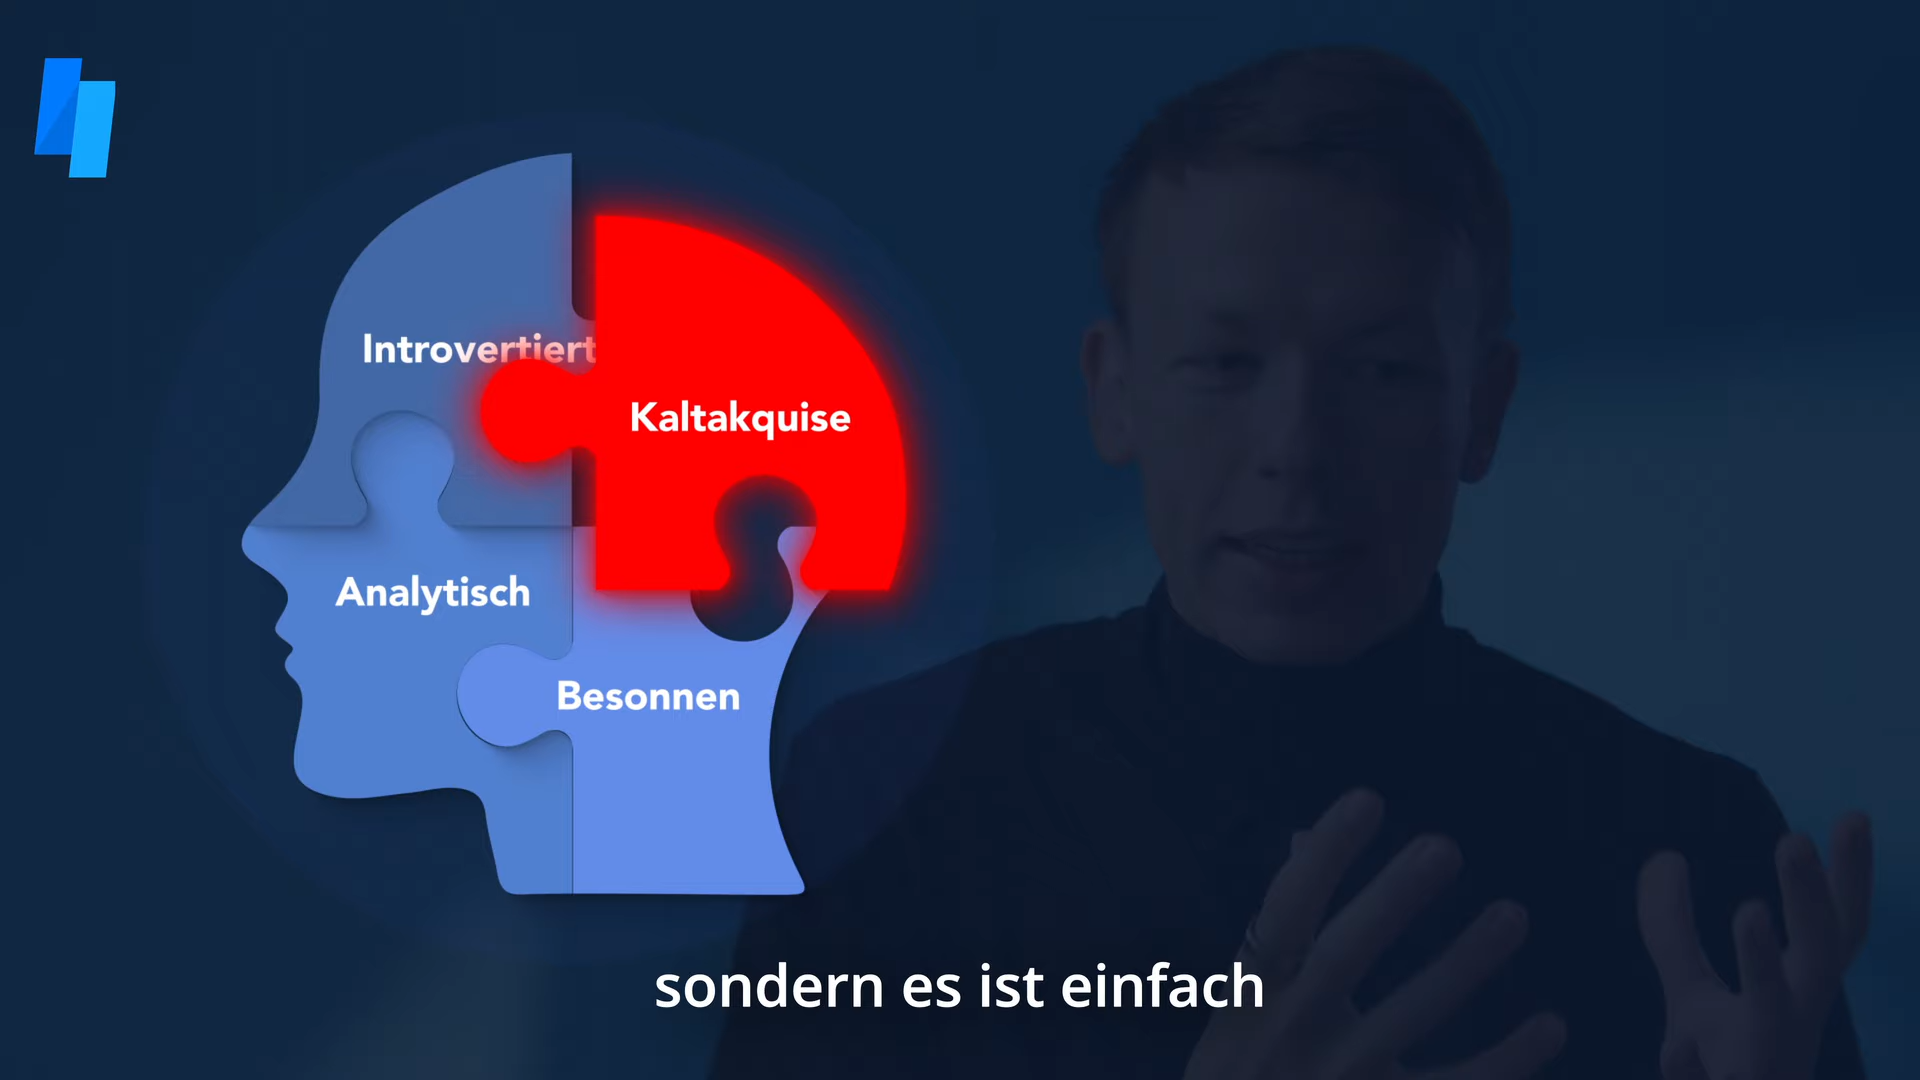 Introvertiert
Kaltakquise
Analytisch
Besonnen
sondern es ist einfach